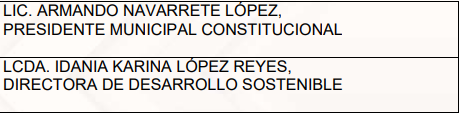 LIC. ARMANDO NAVARRETE LÓPEZ,
PRESIDENTE MUNICIPAL CONSTITUCIONAL
LCDA. IDANIA KARINA LÓPEZ REYES,
DIRECTORA DE DESARROLLO SOSTENIBLE